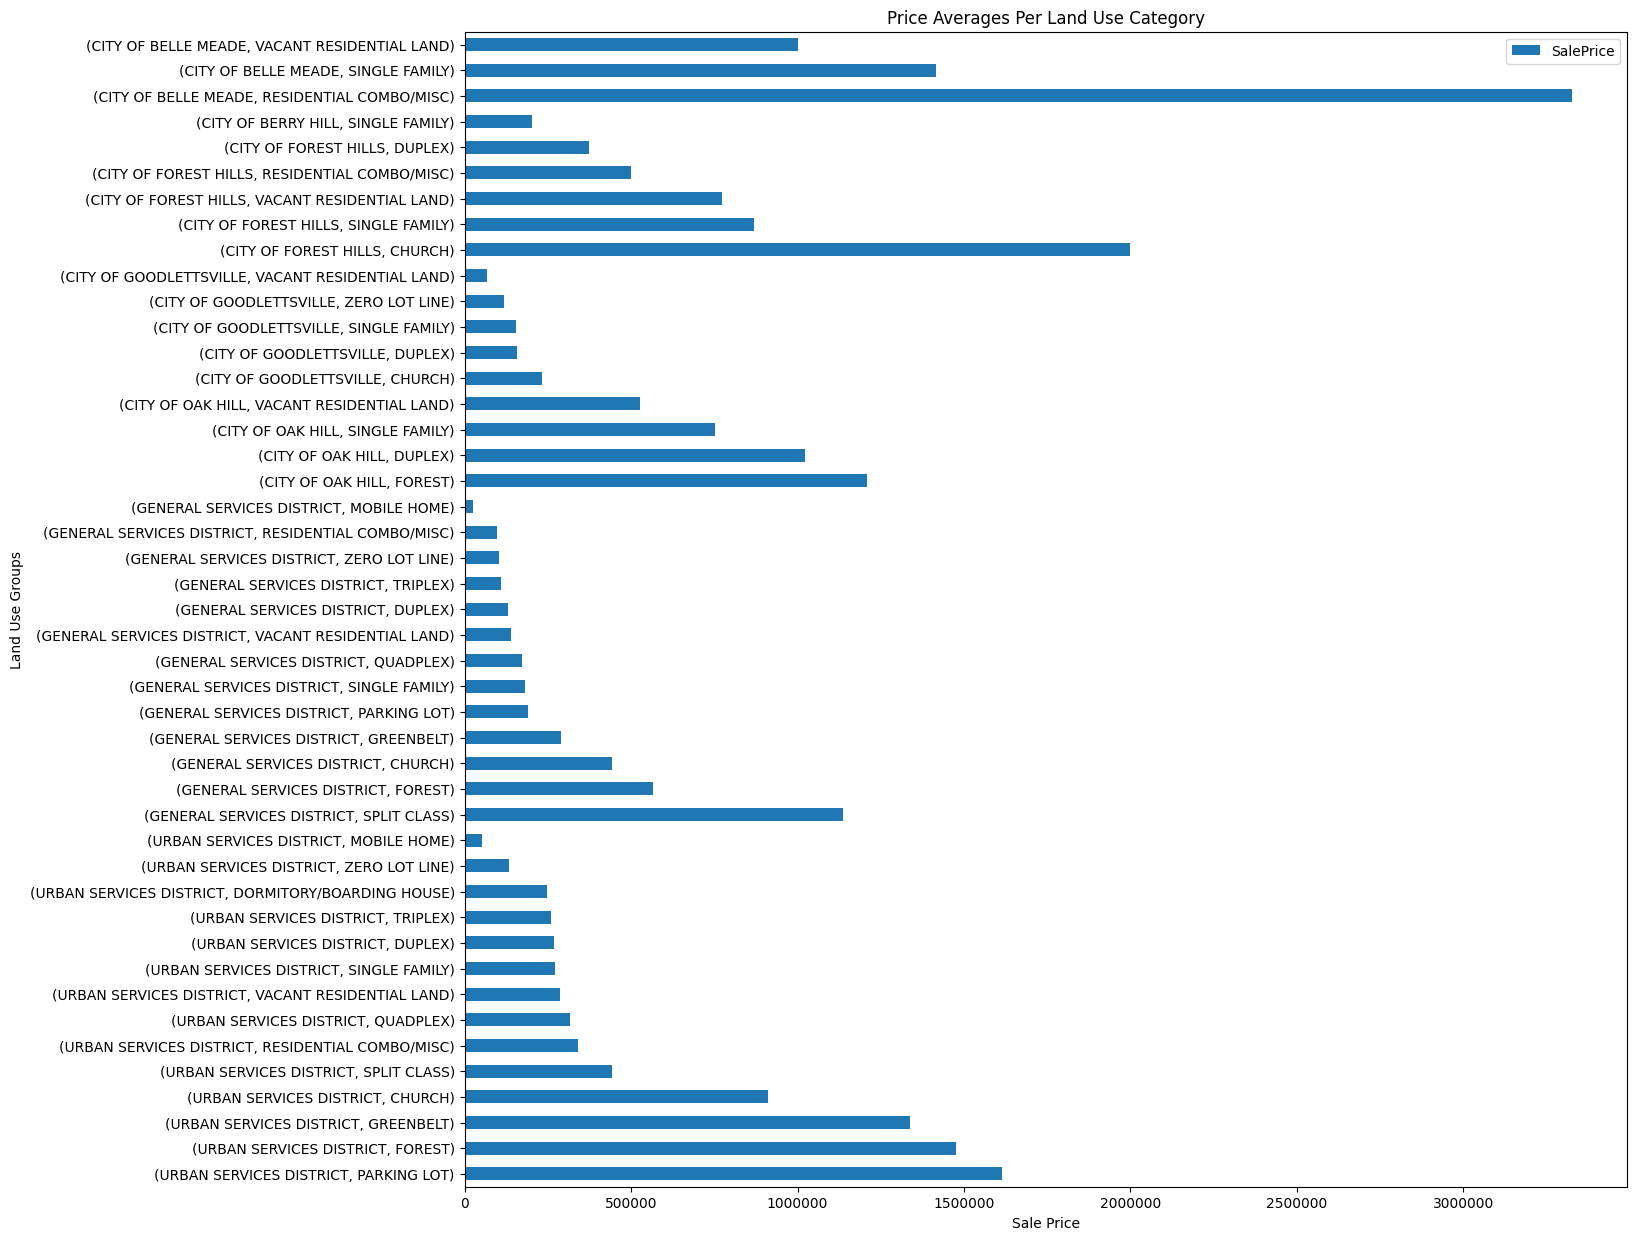 Price Averages Per Land Use Category
SalePrice
(CITY OF BELLE MEADE, VACANT RESIDENTIAL LAND)
(CITY OF BELLE MEADE, SINGLE FAMILY)
(CITY OF BELLE MEADE, RESIDENTIAL COMBO/MISC)
(CITY OF BERRY HILL, SINGLE FAMILY)
(CITY OF FOREST HILLS, DUPLEX)
(CITY OF FOREST HILLS, RESIDENTIAL COMBO/MISC)
(CITY OF FOREST HILLS, VACANT RESIDENTIAL LAND)
(CITY OF FOREST HILLS, SINGLE FAMILY)
(CITY OF FOREST HILLS, CHURCH)
(CITY OF GOODLETTSVILLE, VACANT RESIDENTIAL LAND)
(CITY OF GOODLETTSVILLE, ZERO LOT LINE)
(CITY OF GOODLETTSVILLE, SINGLE FAMILY)
(CITY OF GOODLETTSVILLE, DUPLEX)
(CITY OF GOODLETTSVILLE, CHURCH)
(CITY OF OAK HILL, VACANT RESIDENTIAL LAND)
(CITY OF OAK HILL, SINGLE FAMILY)
(CITY OF OAK HILL, DUPLEX)
(CITY OF OAK HILL, FOREST)
(GENERAL SERVICES DISTRICT, MOBILE HOME)
(GENERAL SERVICES DISTRICT, RESIDENTIAL COMBO/MISC)
(GENERAL SERVICES DISTRICT, ZERO LOT LINE)
(GENERAL SERVICES DISTRICT, TRIPLEX)
(GENERAL SERVICES DISTRICT, DUPLEX)
(GENERAL SERVICES DISTRICT, VACANT RESIDENTIAL LAND)
(GENERAL SERVICES DISTRICT, QUADPLEX)
(GENERAL SERVICES DISTRICT, SINGLE FAMILY)
(GENERAL SERVICES DISTRICT, PARKING LOT)
(GENERAL SERVICES DISTRICT, GREENBELT)
(GENERAL SERVICES DISTRICT, CHURCH)
(GENERAL SERVICES DISTRICT, FOREST)
(GENERAL SERVICES DISTRICT, SPLIT CLASS)
(URBAN SERVICES DISTRICT, MOBILE HOME)
(URBAN SERVICES DISTRICT, ZERO LOT LINE)
(URBAN SERVICES DISTRICT, DORMITORY/BOARDING HOUSE)
(URBAN SERVICES DISTRICT, TRIPLEX)
(URBAN SERVICES DISTRICT, DUPLEX)
(URBAN SERVICES DISTRICT, SINGLE FAMILY)
(URBAN SERVICES DISTRICT, VACANT RESIDENTIAL LAND)
(URBAN SERVICES DISTRICT, QUADPLEX)
(URBAN SERVICES DISTRICT, RESIDENTIAL COMBO/MISC)
(URBAN SERVICES DISTRICT, SPLIT CLASS)
(URBAN SERVICES DISTRICT, CHURCH)
(URBAN SERVICES DISTRICT, GREENBELT)
(URBAN SERVICES DISTRICT, FOREST)
(URBAN SERVICES DISTRICT, PARKING LOT)
Land Use Groups
0 500000 1000000 1500000 2000000 2500000 3000000
Sale Price